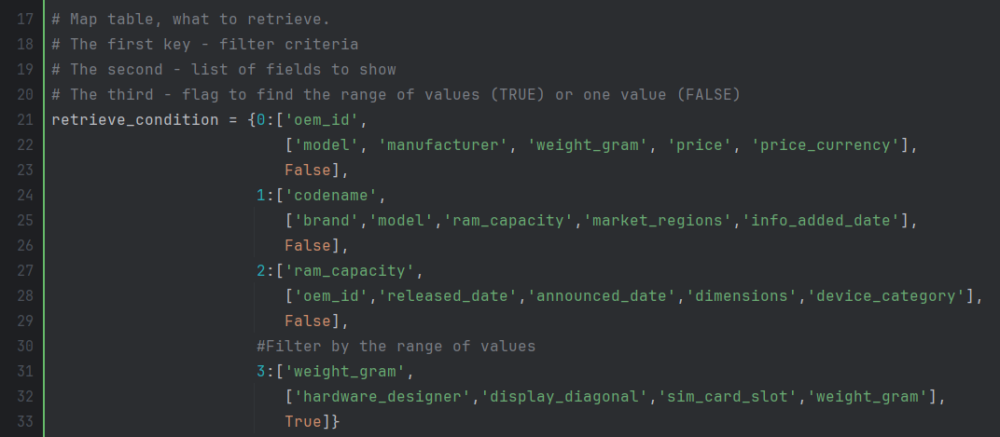 17 # Map table, what to retrieve.
18 # The first key - filter criteria
19 # The second - list of fields to show
20 # The third - flag to find the range of values (TRUE) or one value (FALSE)
21 retrieve_condition = {0:['oem_id',
22 ['model', 'manufacturer', 'weight_gram', 'price', 'price_currency'],
23 False],
24 1:['codename',
25 ['brand','model','ram_capacity','market_regions','info_added_date'],
26 False],
27 2:['ram_capacity',
28 ['oem_id','released_date','announced_date','dimensions','device_category'],
29 False],
30 #Filter by the range of values
31 3:['weight_gram',
32 ['hardware_designer','display_diagonal','sim_card_slot','weight_gram'],
33 True]}